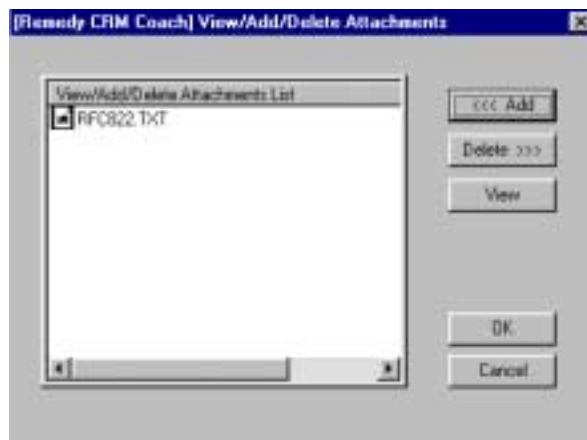 [Remedy CRM Coach] View/Add/Delete Attachments
View/Add/Delete Attachments List
RFC822.TXT
<<< Add
Delete >>>
View
OK
Cancel